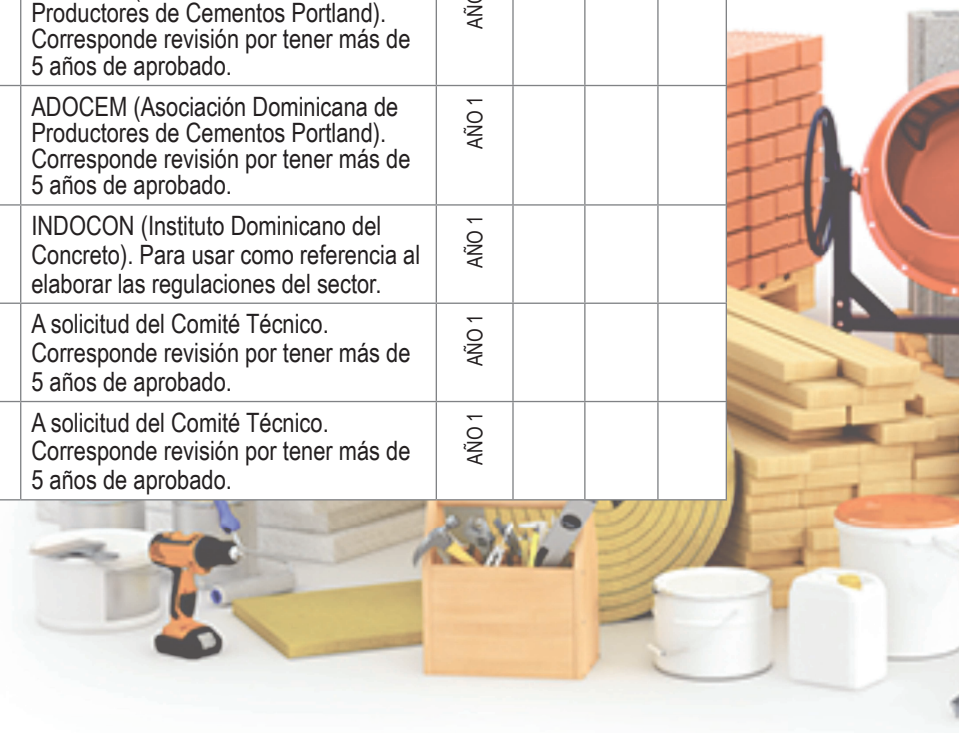 Productores de Cementos Portland).
Corresponde revisión por tener más de
5 años de aprobado.
ADOCEM (Asociación Dominicana de
Productores de Cementos Portland).
Corresponde revisión por tener más de
5 años de aprobado.
AÑO 1
INDOCON (Instituto Dominicano del
Concreto). Para usar como referencia al
elaborar las regulaciones del sector.
AÑO 1
A solicitud del Comité Técnico.
Corresponde revisión por tener más de
5 años de aprobado.
AÑO 1
A solicitud del Comité Técnico.
Corresponde revisión por tener más de
5 años de aprobado.
AÑO 1